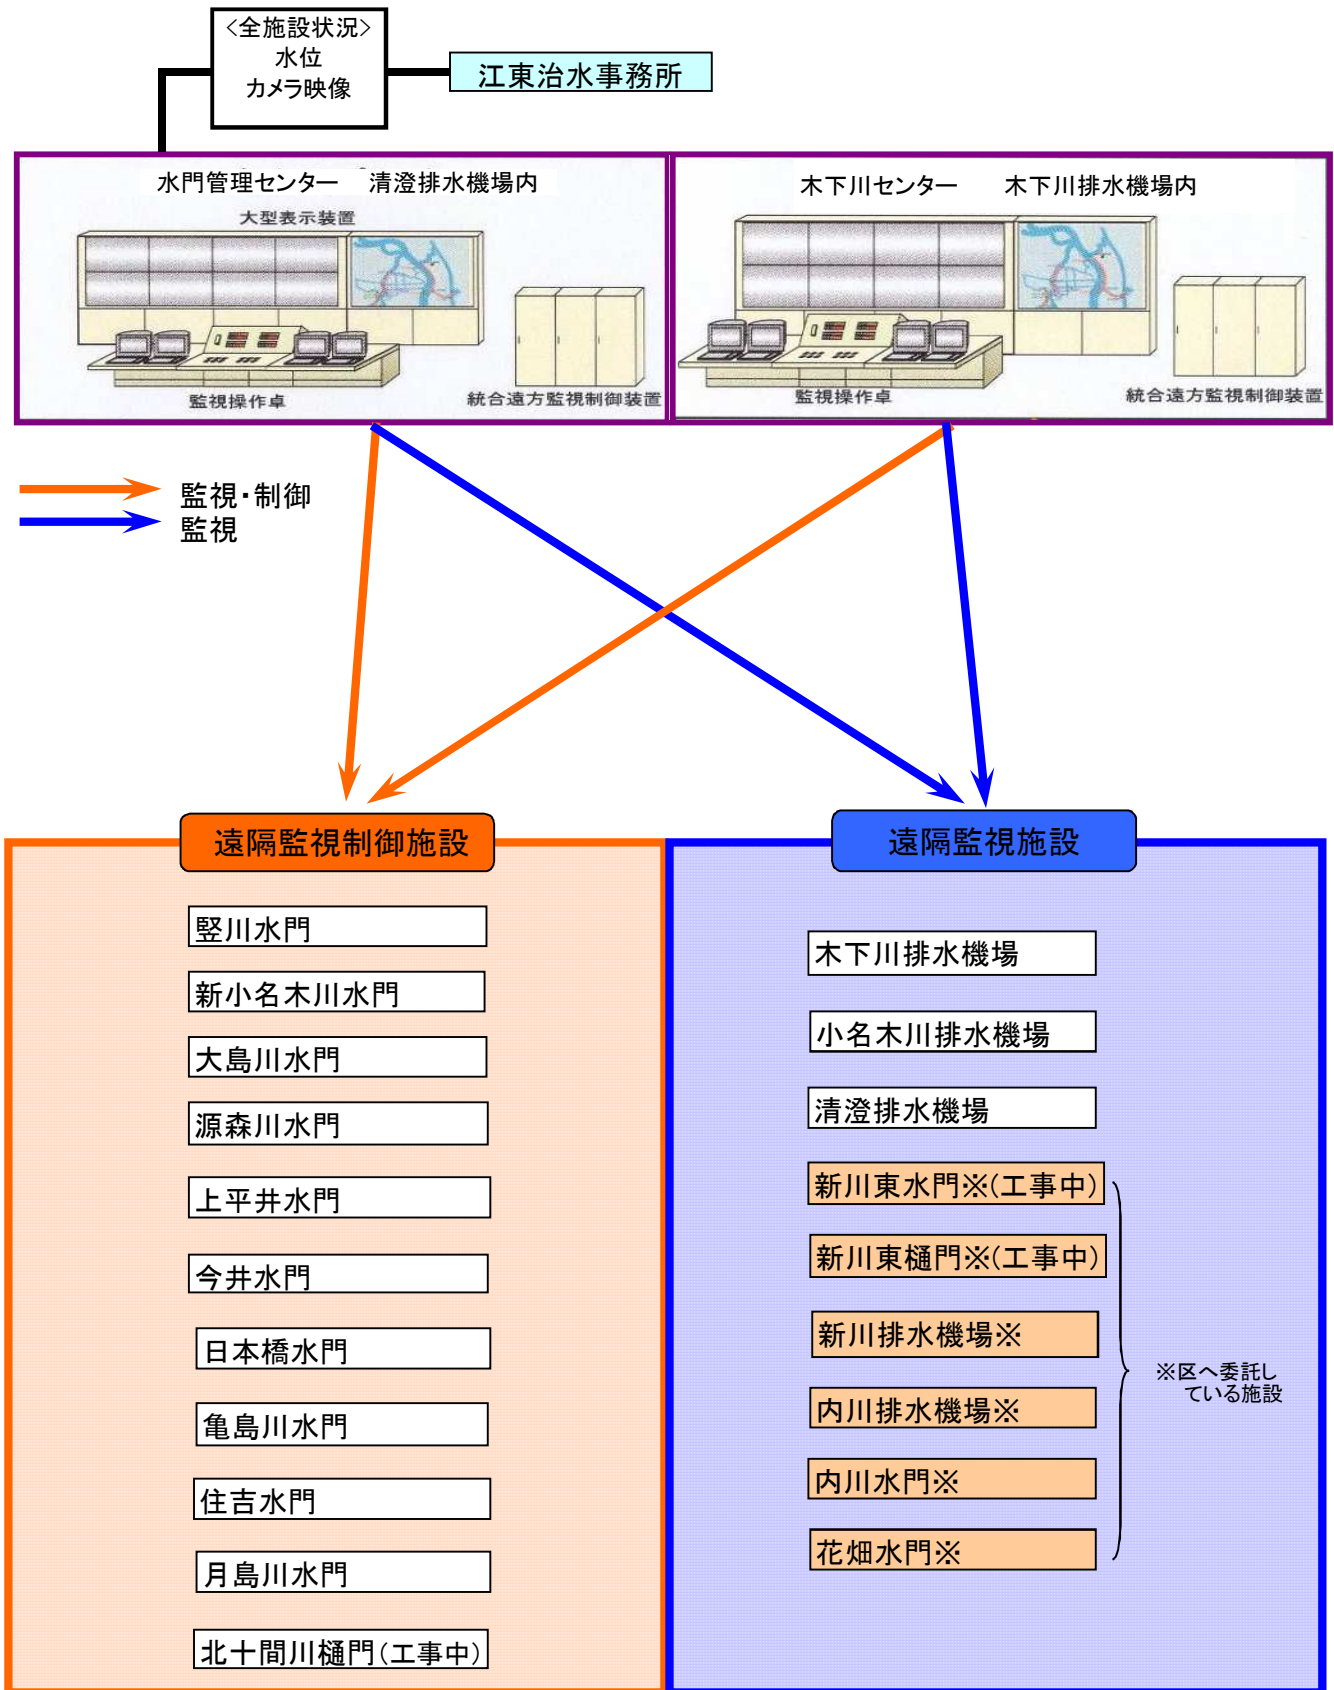 <全施設状況>
水位
カメラ映像
江東治水事務所
水門管理センター 清澄排水機場内
大型表示装置
監視操作卓
統合遠方監視制御装置
木下川センター 木下川排水機場内
監視操作卓
統合遠方監視制御装置
監視・制御
監視
遠隔監視制御施設
竪川水門
新小名木川水門
大島川水門
源森川水門
上平井水門
今井水門
日本橋水門
亀島川水門
住吉水門
月島川水門
北十間川樋門(工事中)
遠隔監視施設
木下川排水機場
小名木川排水機場
清澄排水機場
新川東水門※(工事中)
新川東樋門※(工事中)
新川排水機場※
内川排水機場※
内川水門※
花畑水門※
※区へ委託し
ている施設